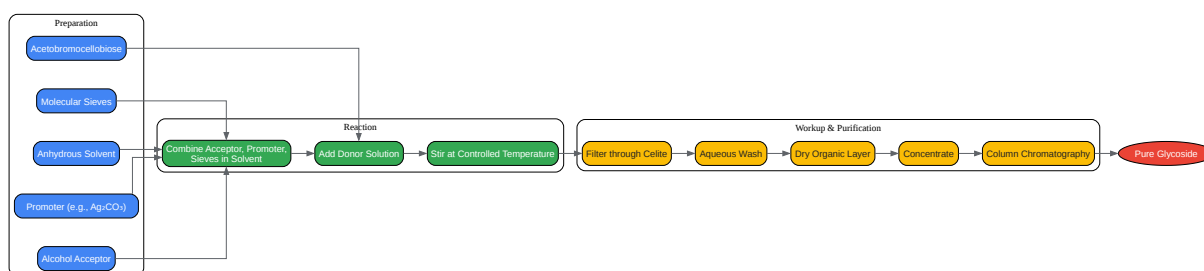 Preparation
Acetobromocellobiose
Molecular Sieves
Anhydrous Solvent
Promoter (e.g., Ag₂CO₃)
Alcohol Acceptor
Reaction
Combine Acceptor, Promoter,
Sieves in Solvent
Add Donor Solution
Stir at Controlled Temperature
Workup & Purification
Filter through Celite
Aqueous Wash
Dry Organic Layer
Concentrate
Column Chromatography
Pure Glycoside